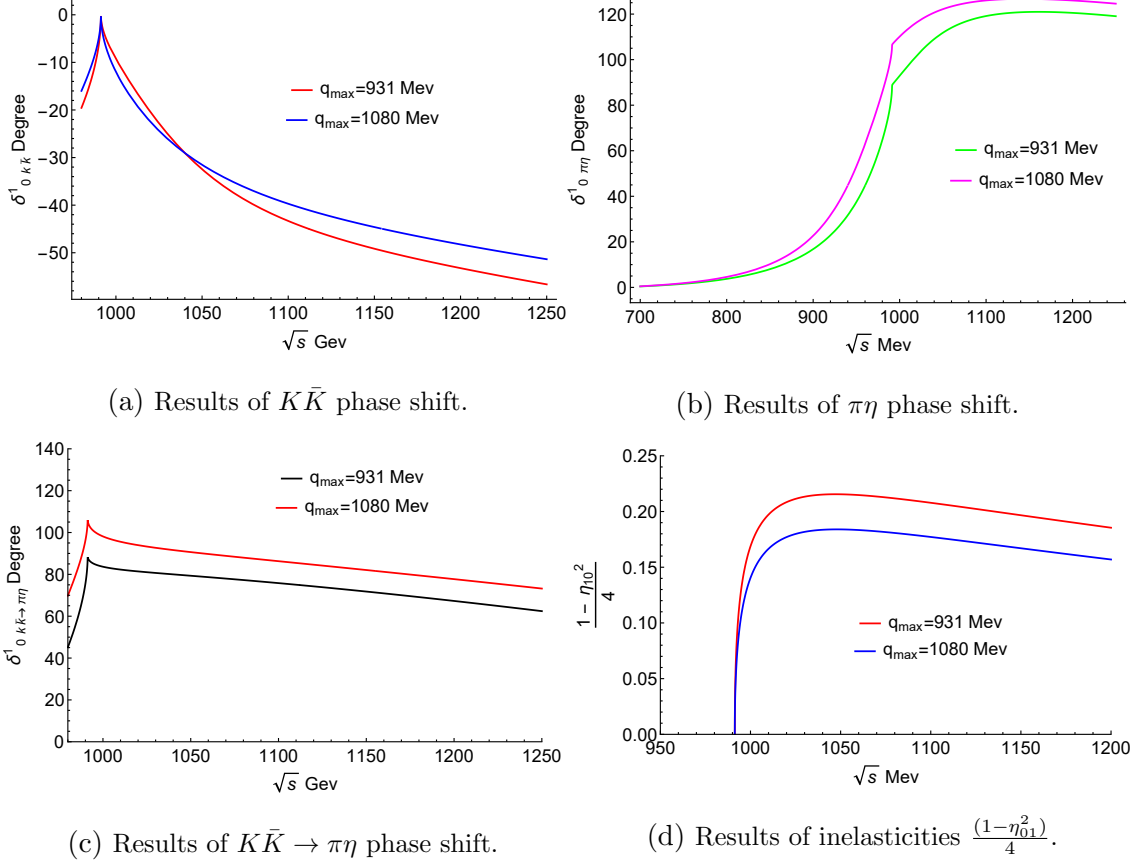 0
−10
−20
−30
−40
−50
δ¹₀ kk̄ Degree
q_max=931 Mev
q_max=1080 Mev
1000 1050 1100 1150 1200 1250
√s Gev
(a) Results of KK̄ phase shift.
120
100
80
60
40
20
0
δ¹₀ πη Degree
q_max=931 Mev
q_max=1080 Mev
700 800 900 1000 1100 1200
√s Mev
(b) Results of πη phase shift.
140
120
100
80
60
40
20
0
δ¹₀ kk̄→πη Degree
q_max=931 Mev
q_max=1080 Mev
1000 1050 1100 1150 1200 1250
√s Gev
(c) Results of KK̄ → πη phase shift.
0.25
0.20
0.15
0.10
0.05
0.00
1− η₁₀²
4
q_max=931 Mev
q_max=1080 Mev
950 1000 1050 1100 1150 1200
√s Mev
(d) Results of inelasticities (1−η²₀₁)/4.